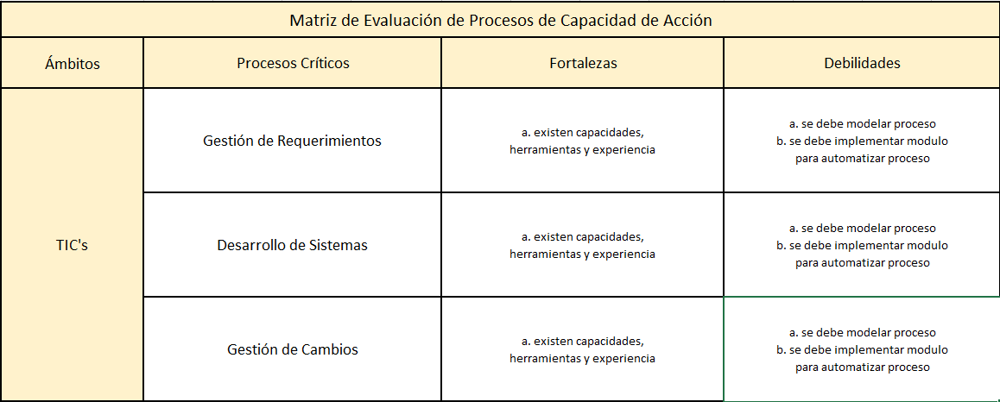 Matriz de Evaluación de Procesos de Capacidad de Acción
Ámbitos
Procesos Críticos
Fortalezas
Debilidades
TIC's
Gestión de Requerimientos
a. existen capacidades,
herramientas y experiencia
a. se debe modelar proceso
b. se debe implementar modulo
para automatizar proceso
Desarrollo de Sistemas
a. existen capacidades,
herramientas y experiencia
a. se debe modelar proceso
b. se debe implementar modulo
para automatizar proceso
Gestión de Cambios
a. existen capacidades,
herramientas y experiencia
a. se debe modelar proceso
b. se debe implementar modulo
para automatizar proceso